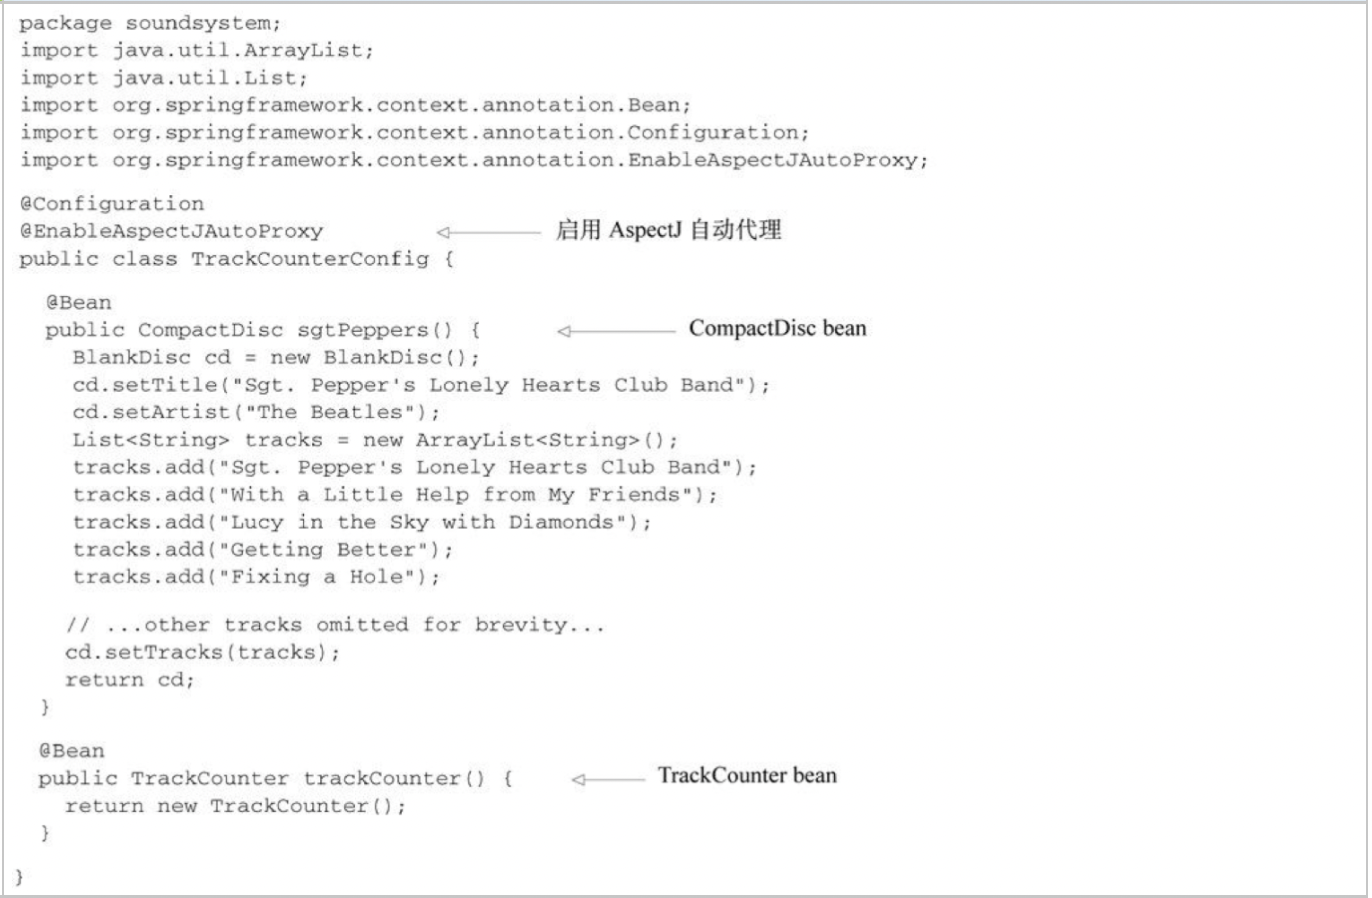 package soundsystem;
import java.util.ArrayList;
import java.util.List;
import org.springframework.context.annotation.Bean;
import org.springframework.context.annotation.Configuration;
import org.springframework.context.annotation.EnableAspectJAutoProxy;
@Configuration
@EnableAspectJAutoProxy 启用 AspectJ 自动代理
public class TrackCounterConfig {
@Bean
public CompactDisc sgtPeppers() { CompactDisc bean
BlankDisc cd = new BlankDisc();
cd.setTitle("Sgt. Pepper's Lonely Hearts Club Band");
cd.setArtist("The Beatles");
List<String> tracks = new ArrayList<String>();
tracks.add("Sgt. Pepper's Lonely Hearts Club Band");
tracks.add("With a Little Help from My Friends");
tracks.add("Lucy in the Sky with Diamonds");
tracks.add("Getting Better");
tracks.add("Fixing a Hole");
// ...other tracks omitted for brevity...
cd.setTracks(tracks);
return cd;
}
@Bean
public TrackCounter trackCounter() { TrackCounter bean
return new TrackCounter();
}
}